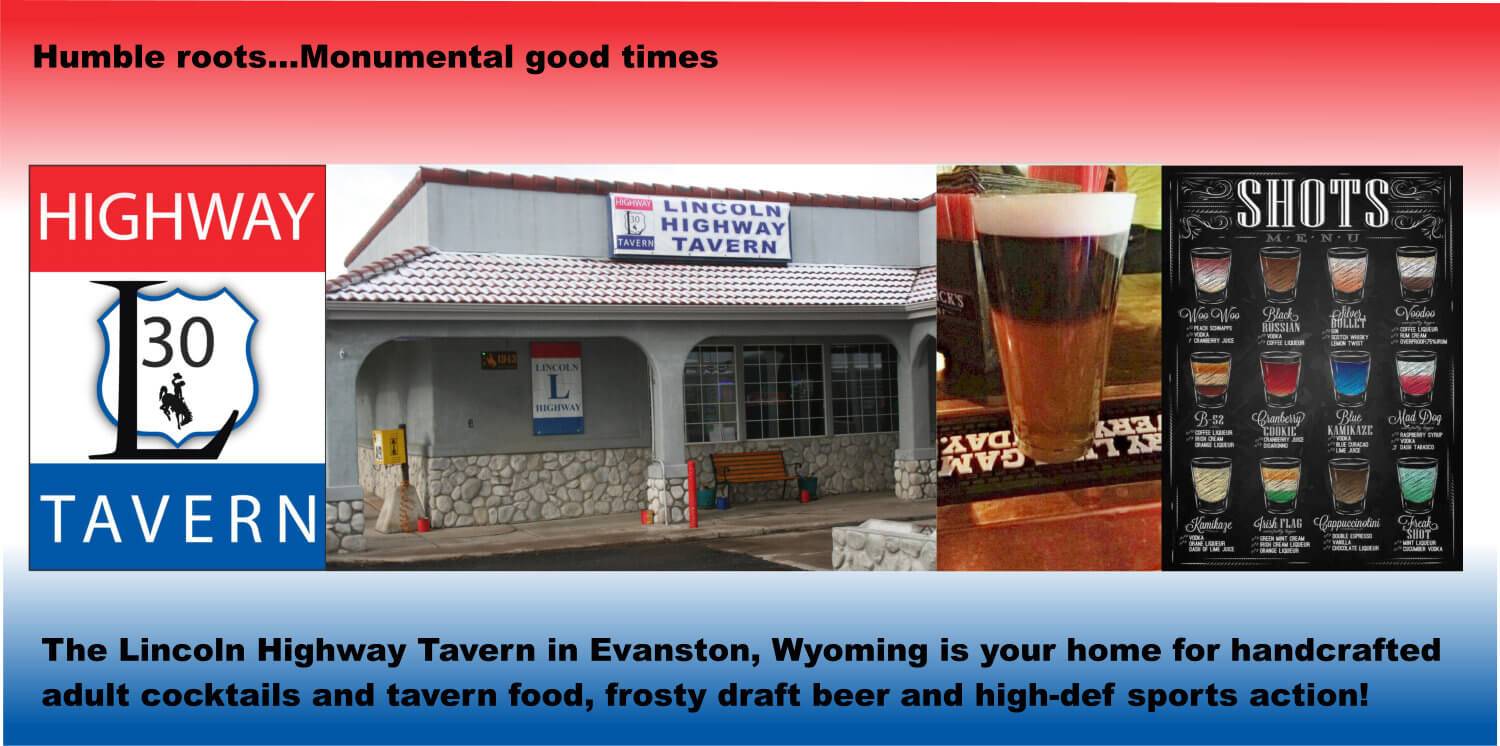 Humble roots...Monumental good times
HIGHWAY
L
30
TAVERN
HIGHWAY
30
TAVERN
LINCOLN
HIGHWAY
TAVERN
LINCOLN
L
HIGHWAY
SHOTS
MENU
Woo Woo
PEACH SCHNAPPS
VODKA
CRANBERRY JUICE
Black
RUSSIAN
VODKA
COFFEE LIQUEUR
Silver
BULLET
GIN
SCOTCH WHISKY
LEMON TWIST
Voodoo
COFFEE LIQUEUR
RUM CREAM
B-52
COFFEE LIQUEUR
IRISH CREAM
ORANGE LIQUEUR
Cranberry
COOKIE
CRANBERRY JUICE
DISARONNO
Blue
KAMIKAZE
VODKA
BLUE CURACAO
LIME JUICE
Mad Dog
RASPBERRY SYRUP
VODKA
DASH TABASCO
Kamikaze
VODKA
ORANE LIQUEUR
DASH OF LIME JUICE
Irish FLAG
GREEN MINT CREAM
IRISH CREAM LIQUEUR
ORANGE LIQUEUR
Cappuccinotini
DOUBLE ESPRESSO
VANILLA
CHOCOLATE LIQUEUR
Freak
SHOT
MINT LIQUEUR
CUCUMBER VODKA
The Lincoln Highway Tavern in Evanston, Wyoming is your home for handcrafted
adult cocktails and tavern food, frosty draft beer and high-def sports action!